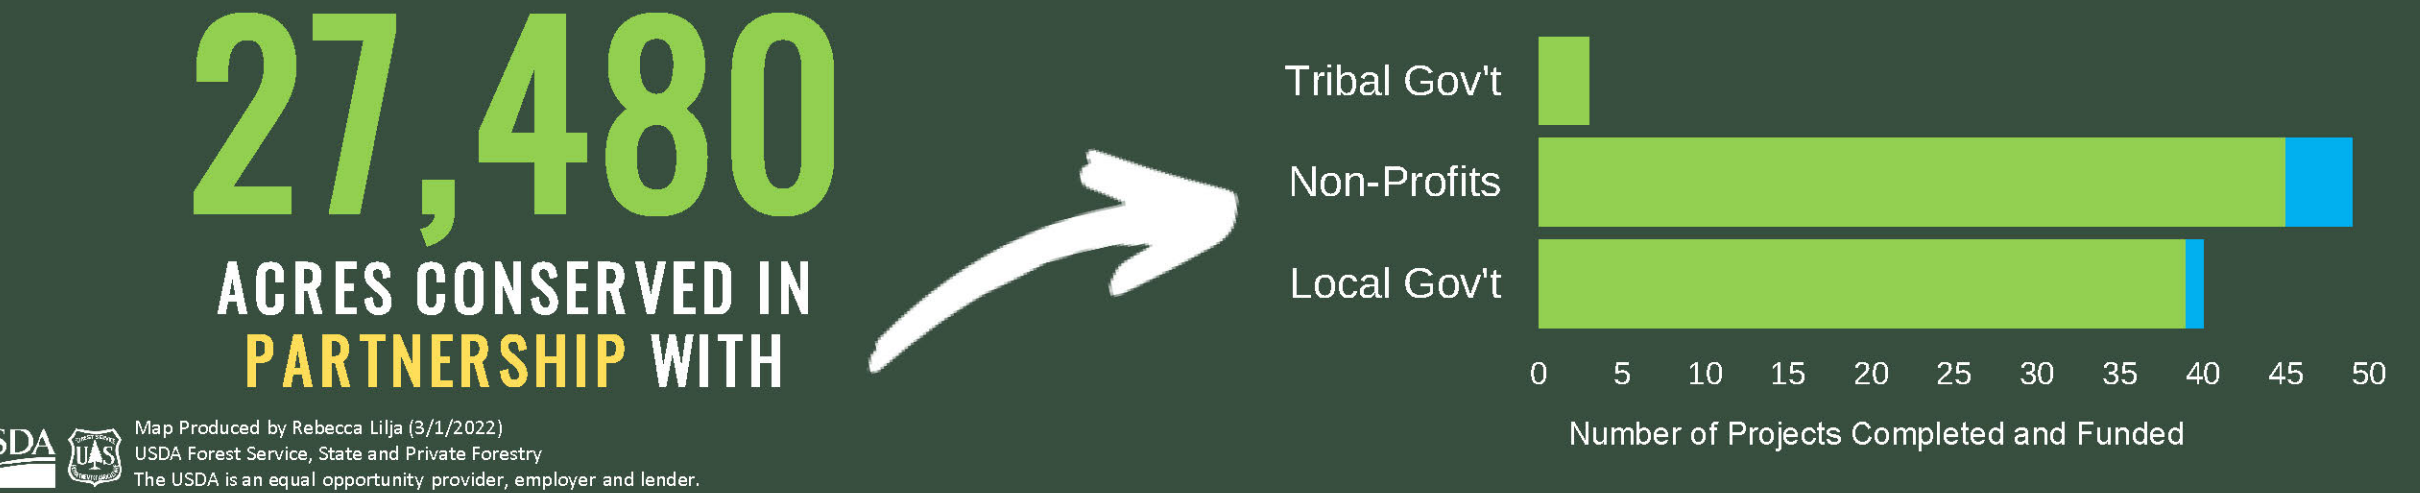 27,480
ACRES CONSERVED IN
PARTNERSHIP WITH
Tribal Gov't
Non-Profits
Local Gov't
0 5 10 15 20 25 30 35 40 45 50
Number of Projects Completed and Funded
SDA
UAS
Map Produced by Rebecca Lilja (3/1/2022)
USDA Forest Service, State and Private Forestry
The USDA is an equal opportunity provider, employer and lender.